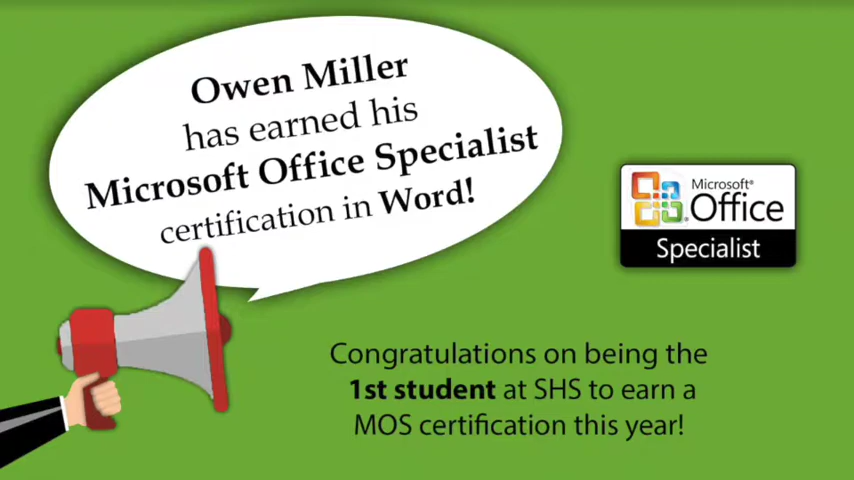 Owen Miller
has earned his
Microsoft Office Specialist
certification in Word!
Microsoft®
Office
Specialist
Congratulations on being the
1st student at SHS to earn a
MOS certification this year!